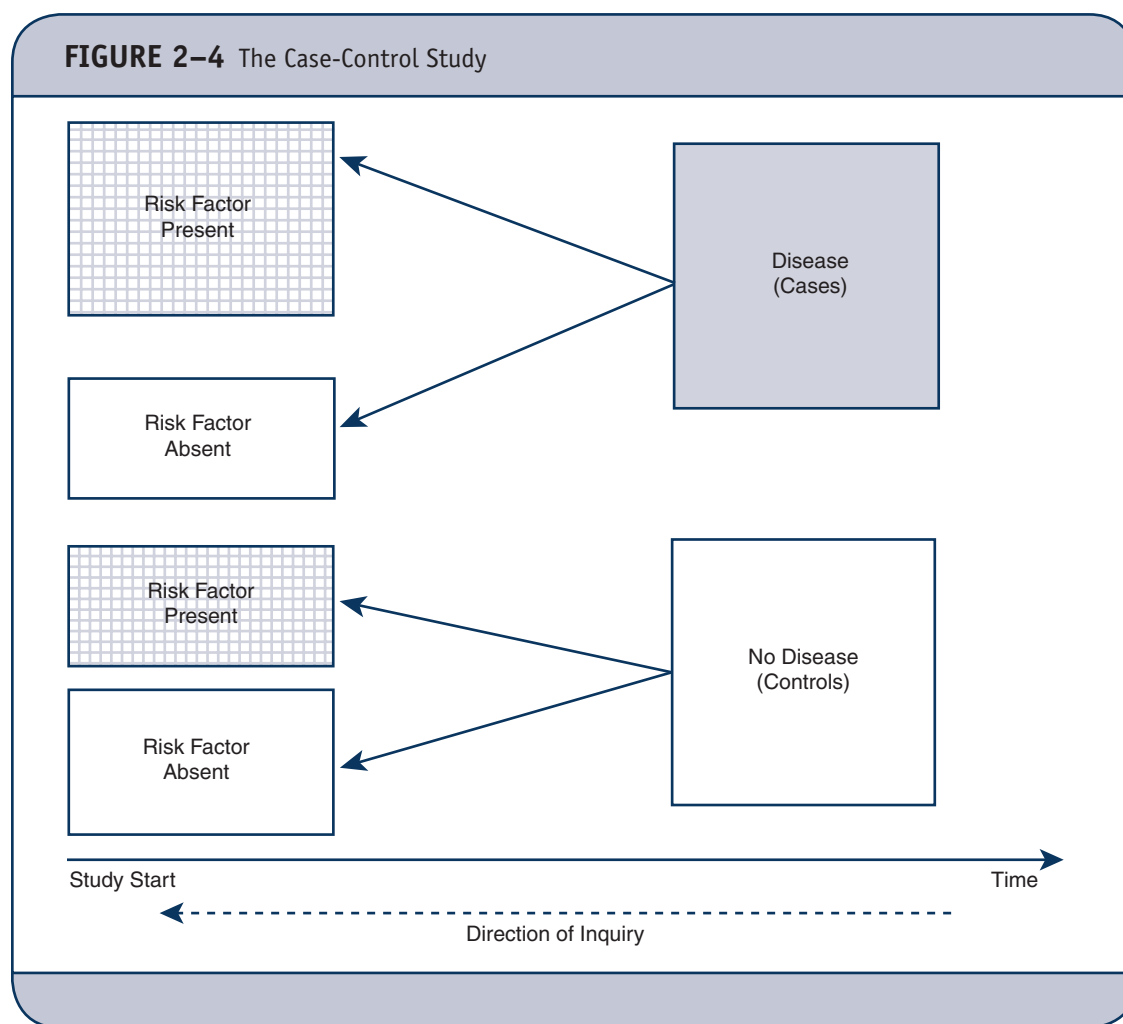 FIGURE 2–4 The Case-Control Study
Risk Factor
Present
Disease
(Cases)
Risk Factor
Absent
Risk Factor
Present
No Disease
(Controls)
Risk Factor
Absent
Study Start
Time
Direction of Inquiry